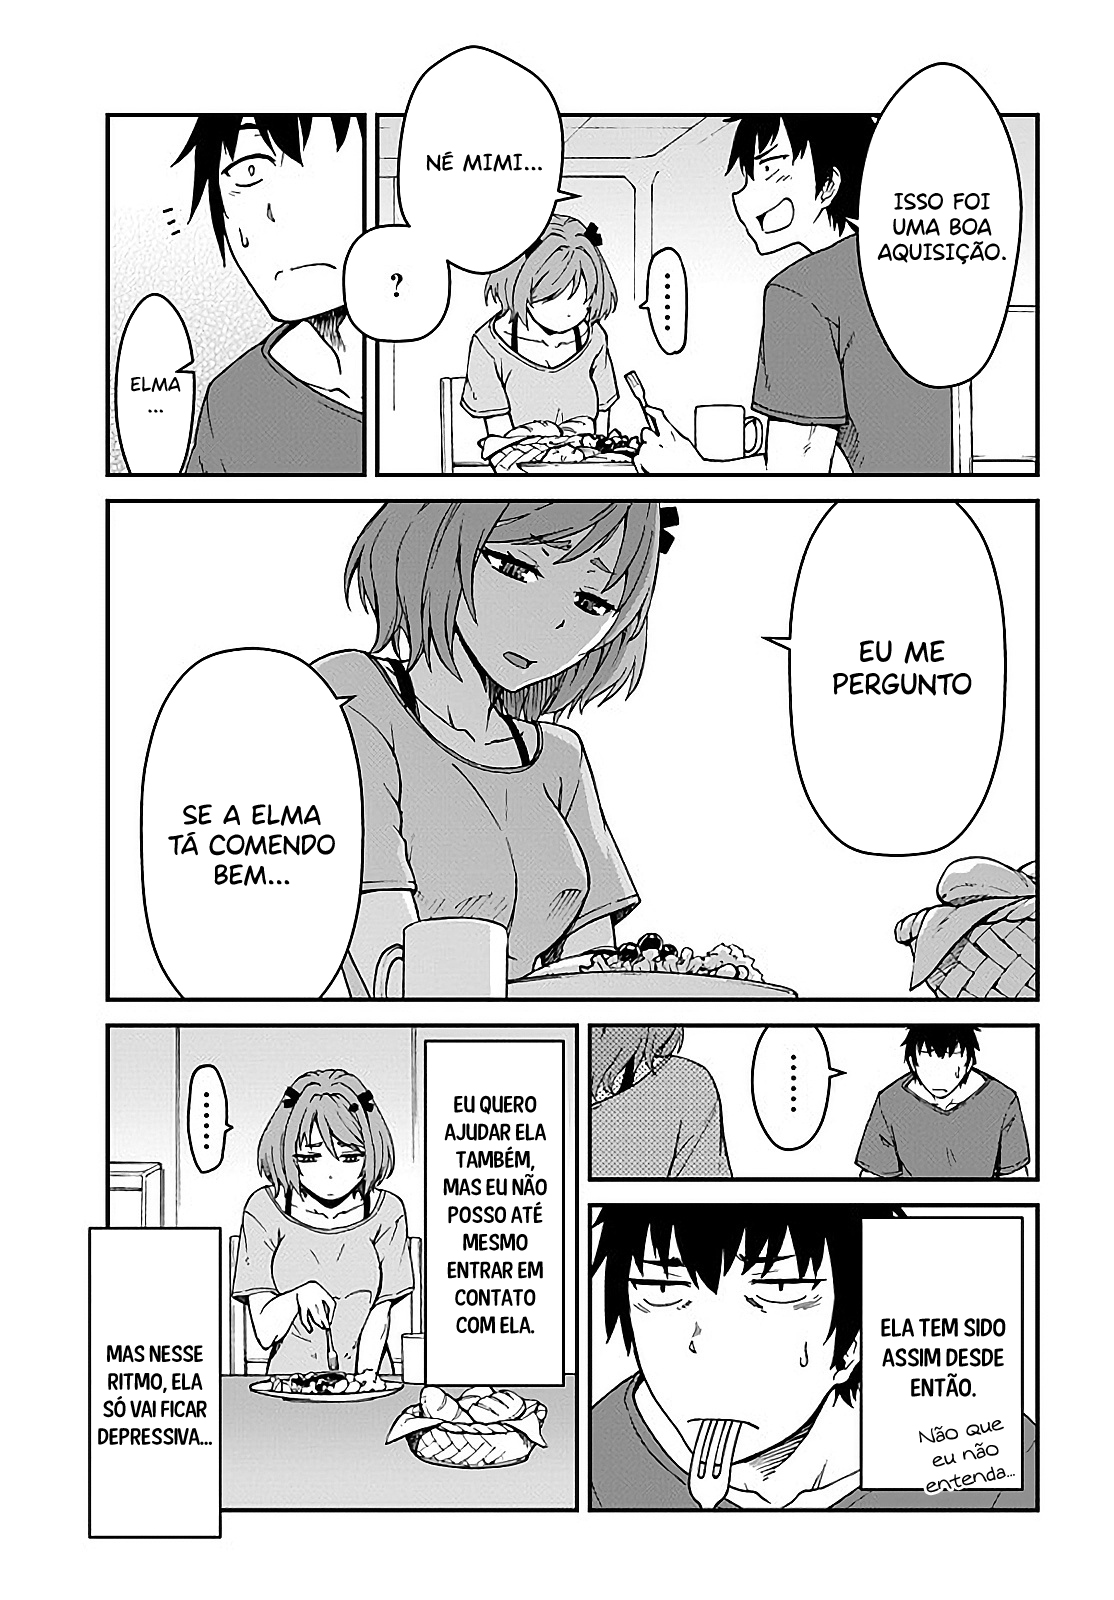 ISSO FOI
UMA BOA
AQUISIÇÃO.
......
NÉ MIMI...
?
ELMA
...
EU ME
PERGUNTO
SE A ELMA
TÁ COMENDO
BEM...
......
ELA TEM SIDO
ASSIM DESDE
ENTÃO.
Não que
eu não
entenda...
EU QUERO
AJUDAR ELA
TAMBÉM,
MAS EU NÃO
POSSO ATÉ
MESMO
ENTRAR EM
CONTATO
COM ELA.
......
MAS NESSE
RITMO, ELA
SÓ VAI FICAR
DEPRESSIVA...